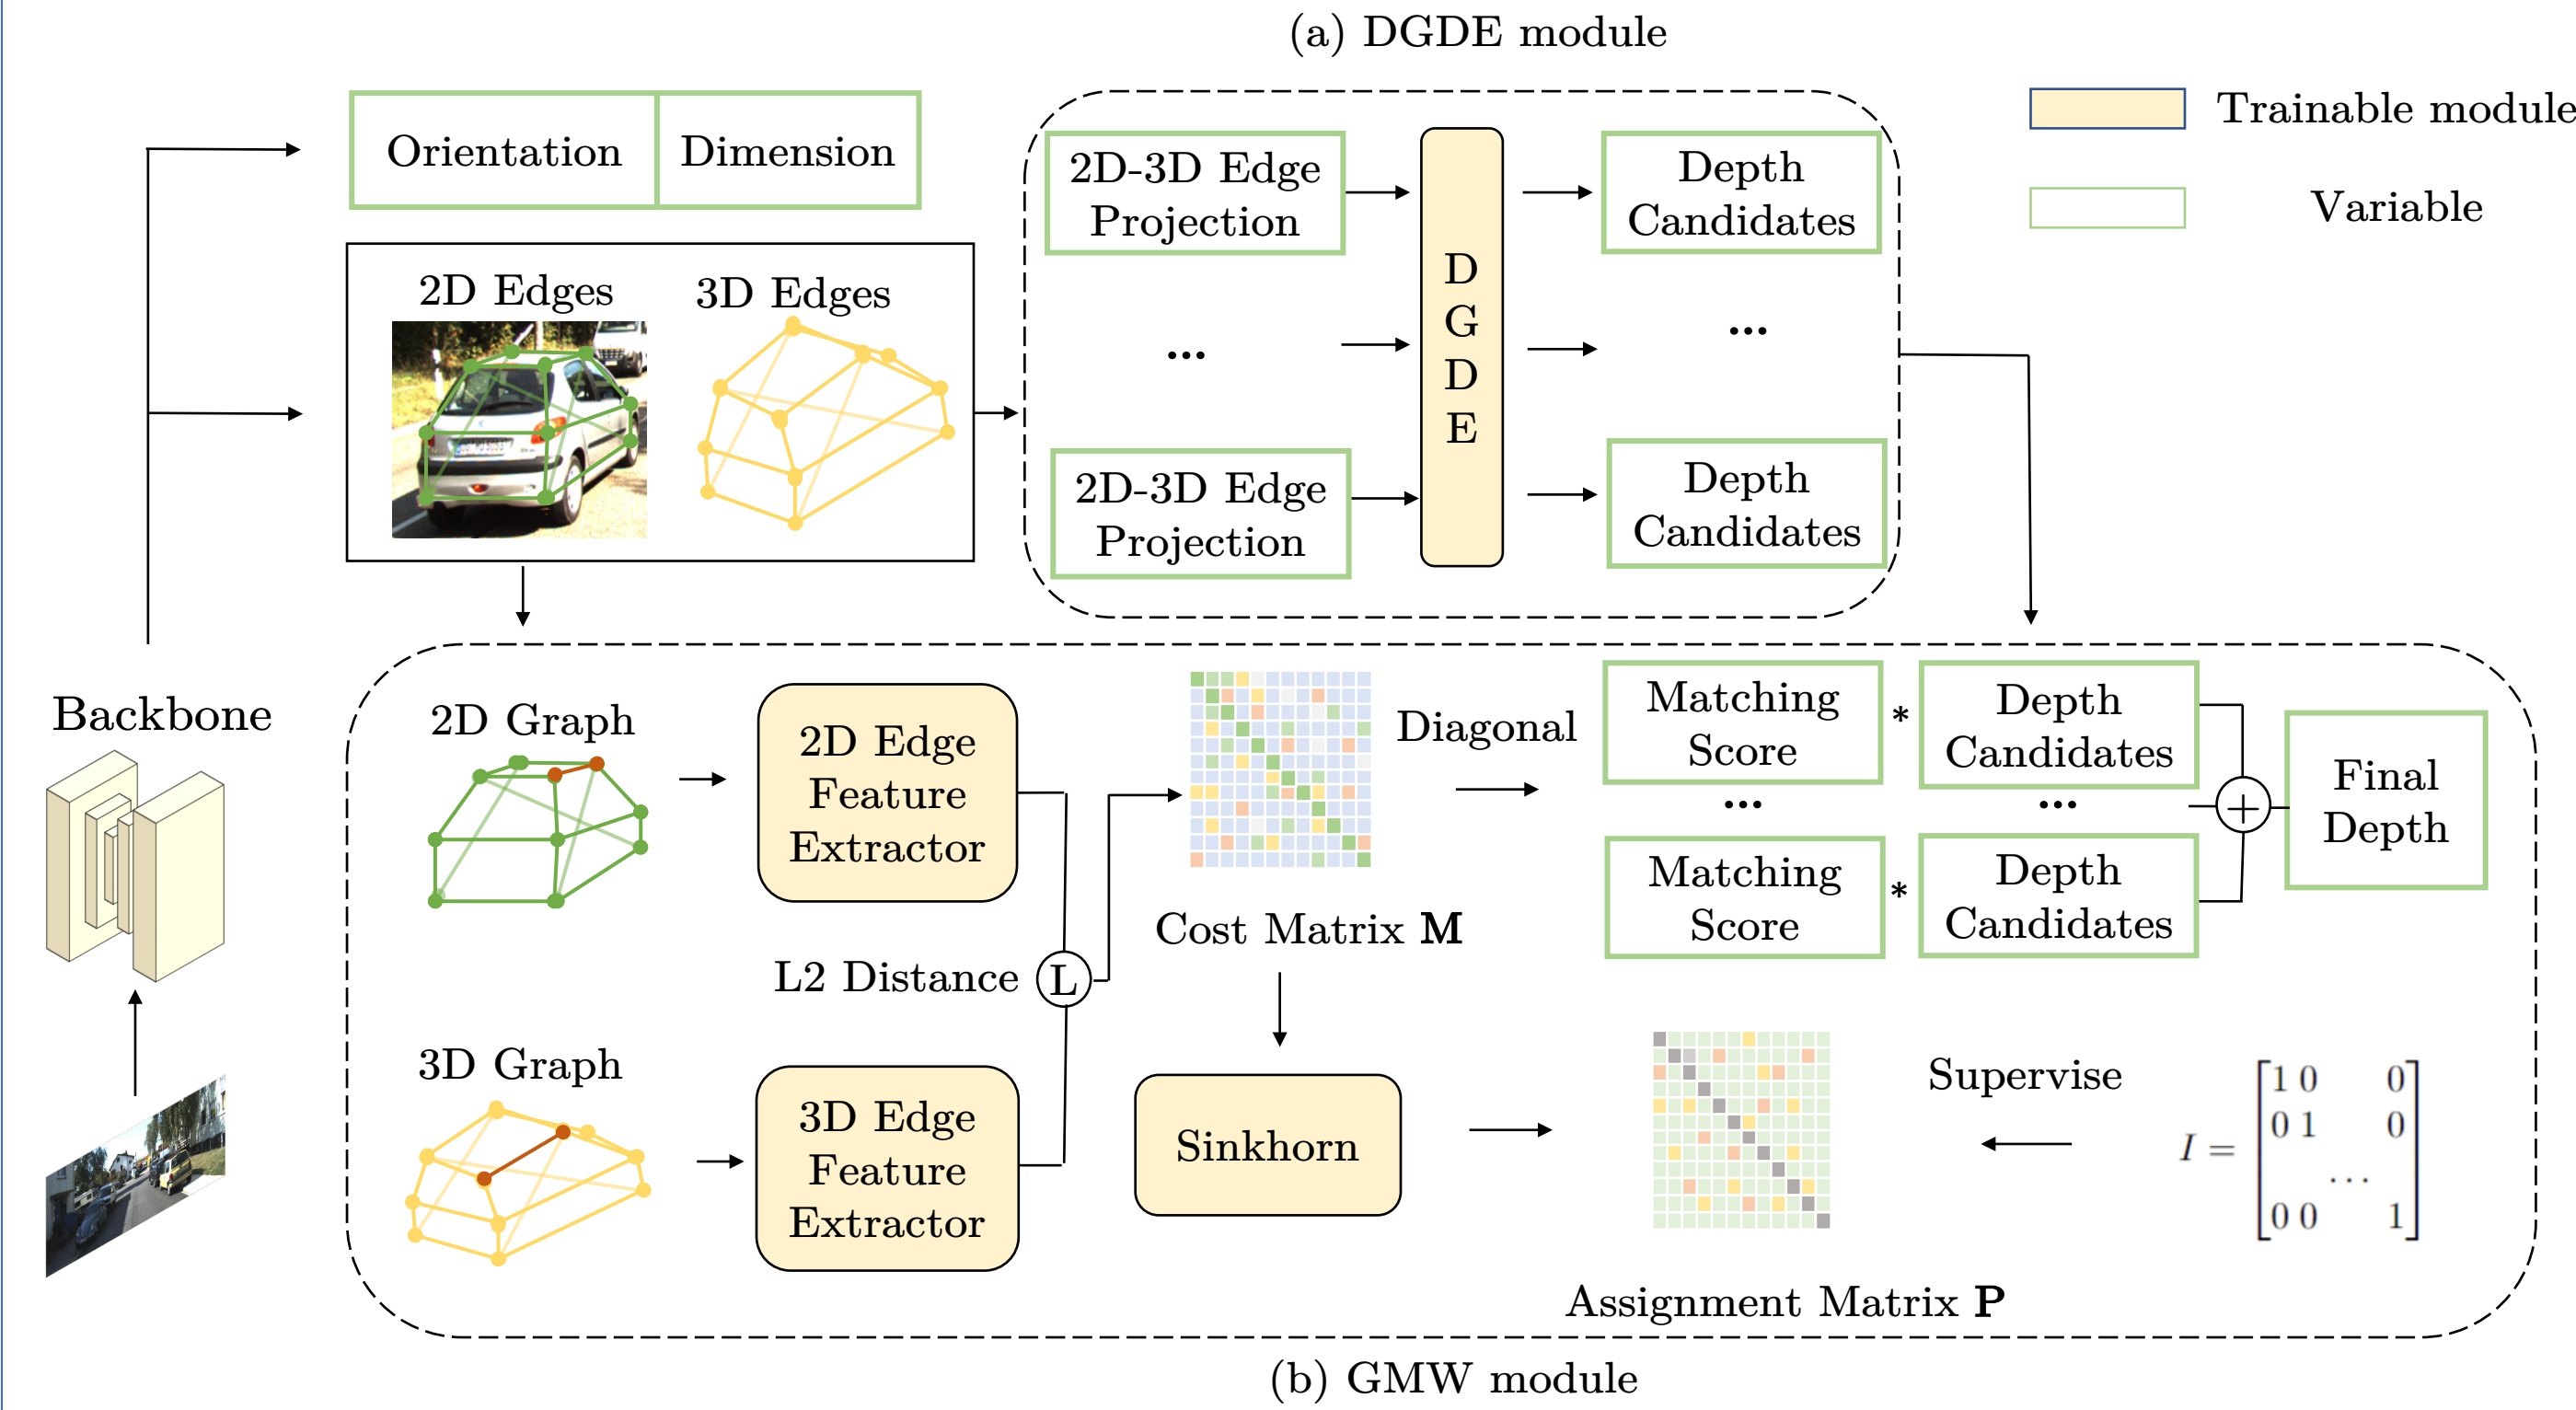 (a) DGDE module
Orientation
Dimension
2D Edges
3D Edges
2D-3D Edge
Projection
...
2D-3D Edge
Projection
D
G
D
E
Depth
Candidates
...
Depth
Candidates
Trainable module
Variable
Backbone
2D Graph
2D Edge
Feature
Extractor
L2 Distance
L
3D Graph
3D Edge
Feature
Extractor
Cost Matrix M
Diagonal
Matching
Score
*
Depth
Candidates
...
...
Matching
Score
*
Depth
Candidates
+
Final
Depth
Sinkhorn
Assignment Matrix P
Supervise
I =
1 0 0
0 1 0
...
0 0 1
(b) GMW module